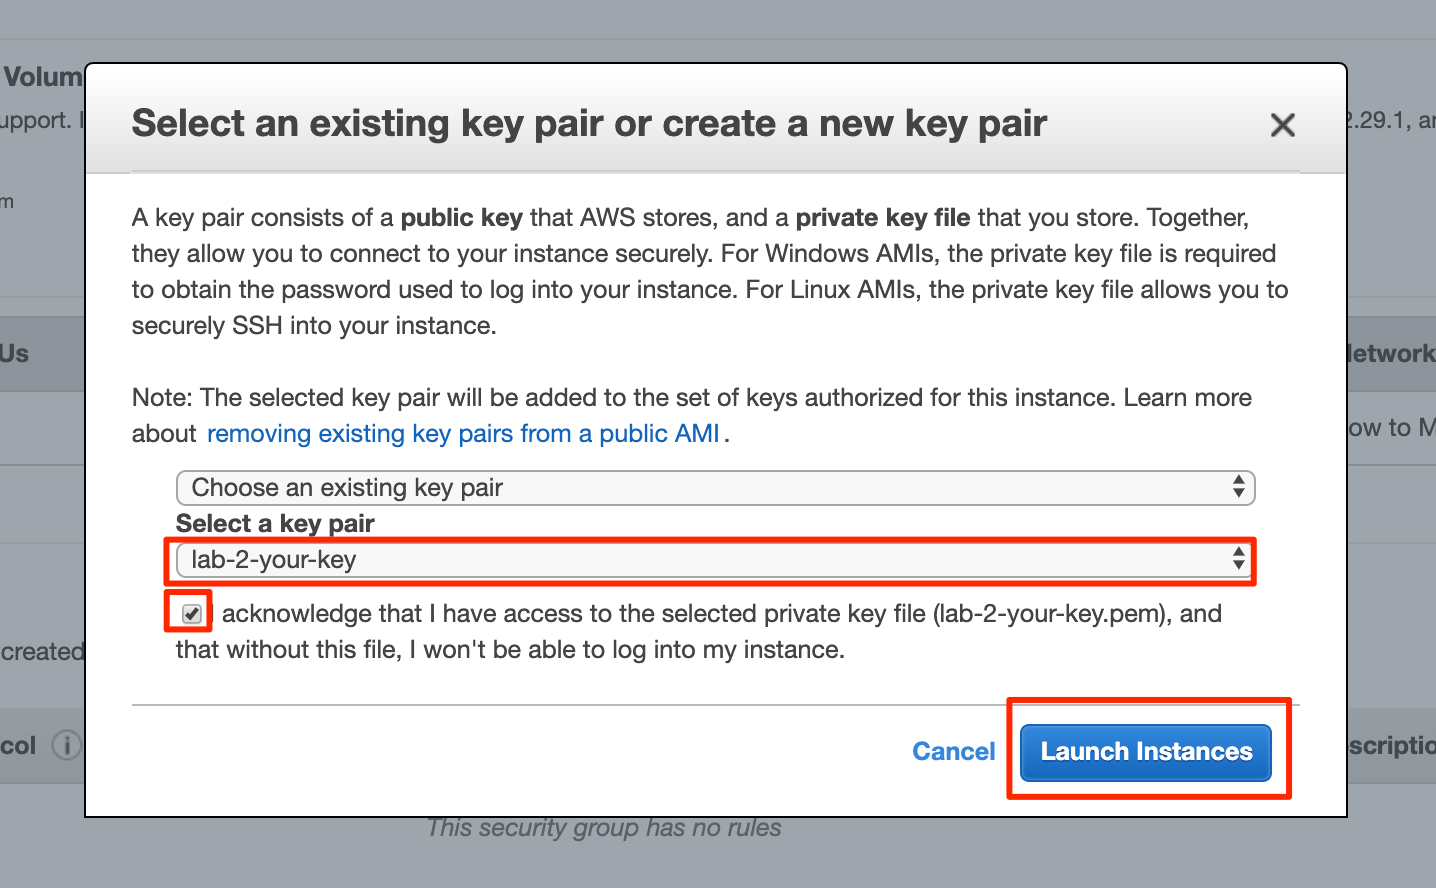 Volum
upport. I
2.29.1, an
m
Select an existing key pair or create a new key pair
A key pair consists of a public key that AWS stores, and a private key file that you store. Together,
they allow you to connect to your instance securely. For Windows AMIs, the private key file is required
to obtain the password used to log into your instance. For Linux AMIs, the private key file allows you to
securely SSH into your instance.
Us
Network
Note: The selected key pair will be added to the set of keys authorized for this instance. Learn more
about removing existing key pairs from a public AMI.
ow to M
Choose an existing key pair
Select a key pair
lab-2-your-key
I acknowledge that I have access to the selected private key file (lab-2-your-key.pem), and
that without this file, I won't be able to log into my instance.
created
col
scriptio
Cancel
Launch Instances
This security group has no rules